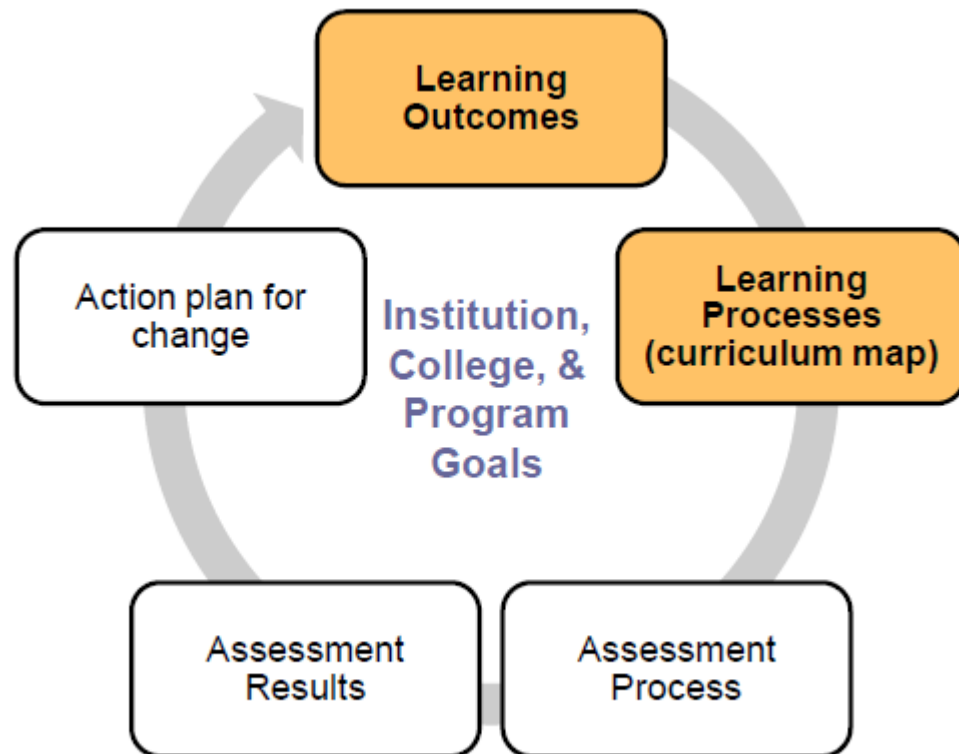 Learning
Outcomes
Learning
Processes
(curriculum map)
Assessment
Process
Assessment
Results
Action plan for
change
Institution,
College, &
Program
Goals